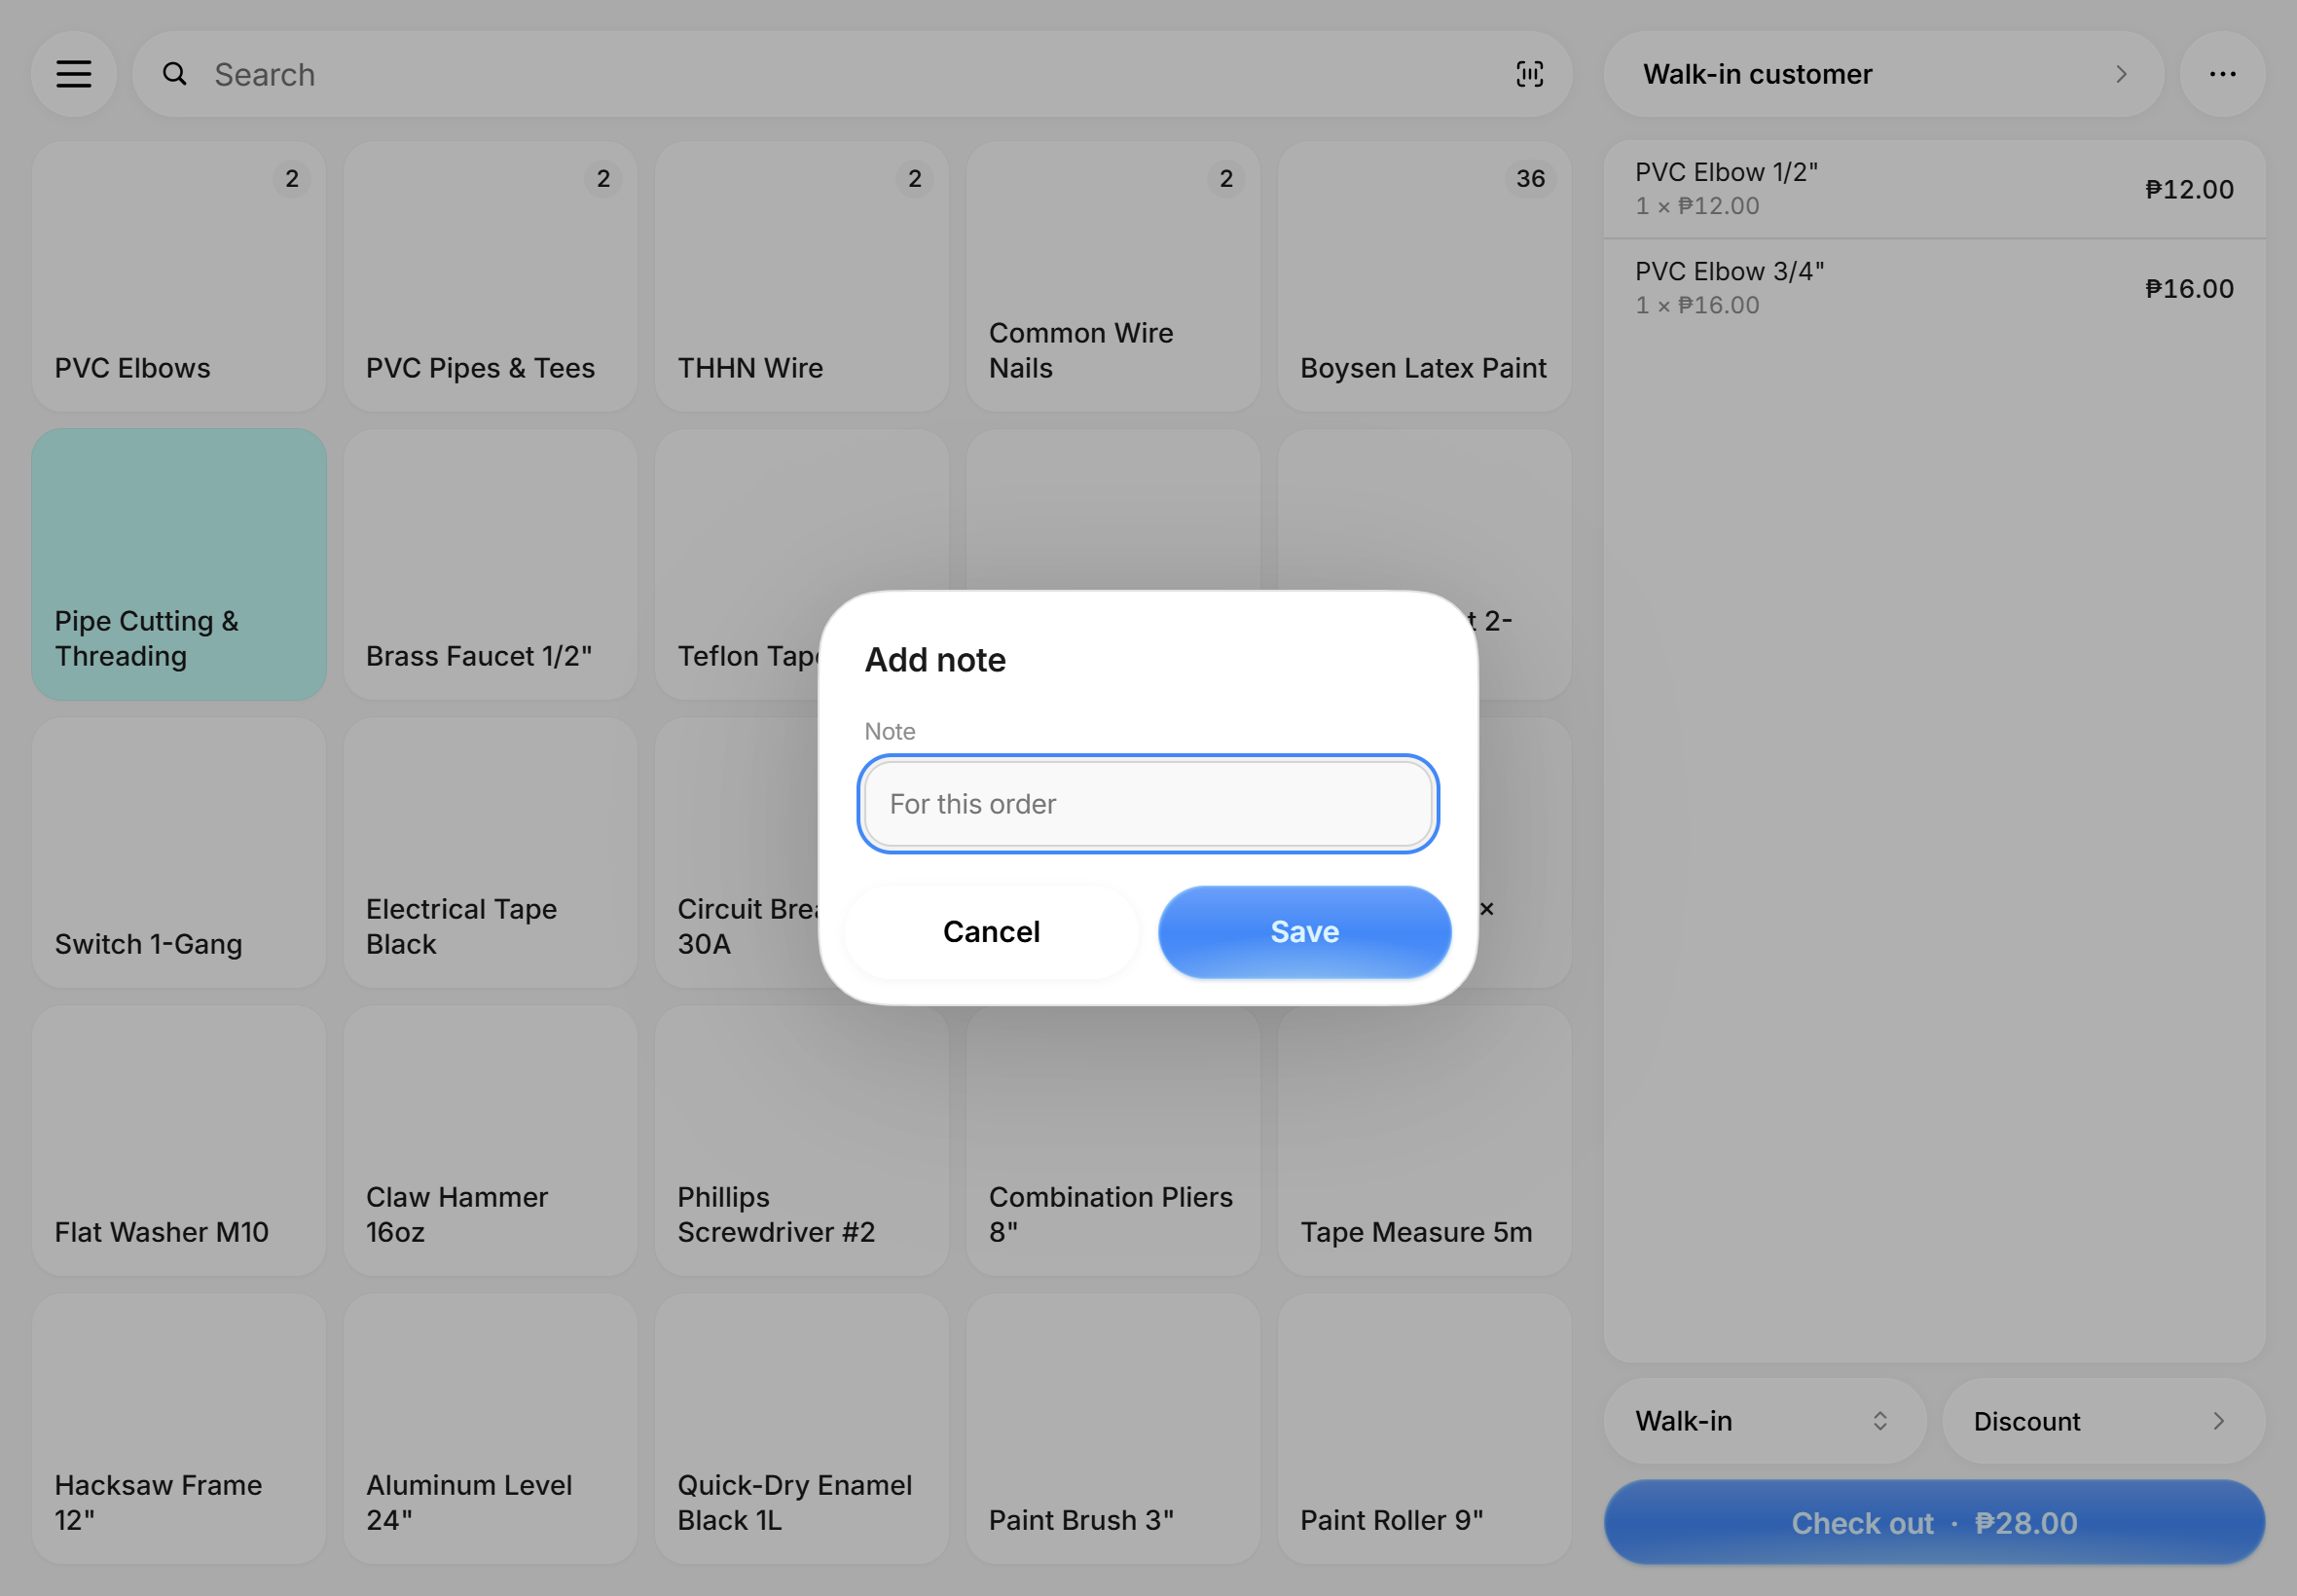 Search
Walk-in customer
2
PVC Elbows
2
PVC Pipes & Tees
2
THHN Wire
2
Common Wire
Nails
36
Boysen Latex Paint
PVC Elbow 1/2"
1 × ₱12.00
₱12.00
PVC Elbow 3/4"
1 × ₱16.00
₱16.00
Pipe Cutting &
Threading
Brass Faucet 1/2"
Teflon Tape
2-
Switch 1-Gang
Electrical Tape
Black
Circuit
30A
×
Add note
Note
For this order
Cancel
Save
Flat Washer M10
Claw Hammer
16oz
Phillips
Screwdriver #2
Combination Pliers
8"
Tape Measure 5m
Hacksaw Frame
12"
Aluminum Level
24"
Quick-Dry Enamel
Black 1L
Paint Brush 3"
Paint Roller 9"
Walk-in
Discount
Check out · ₱28.00